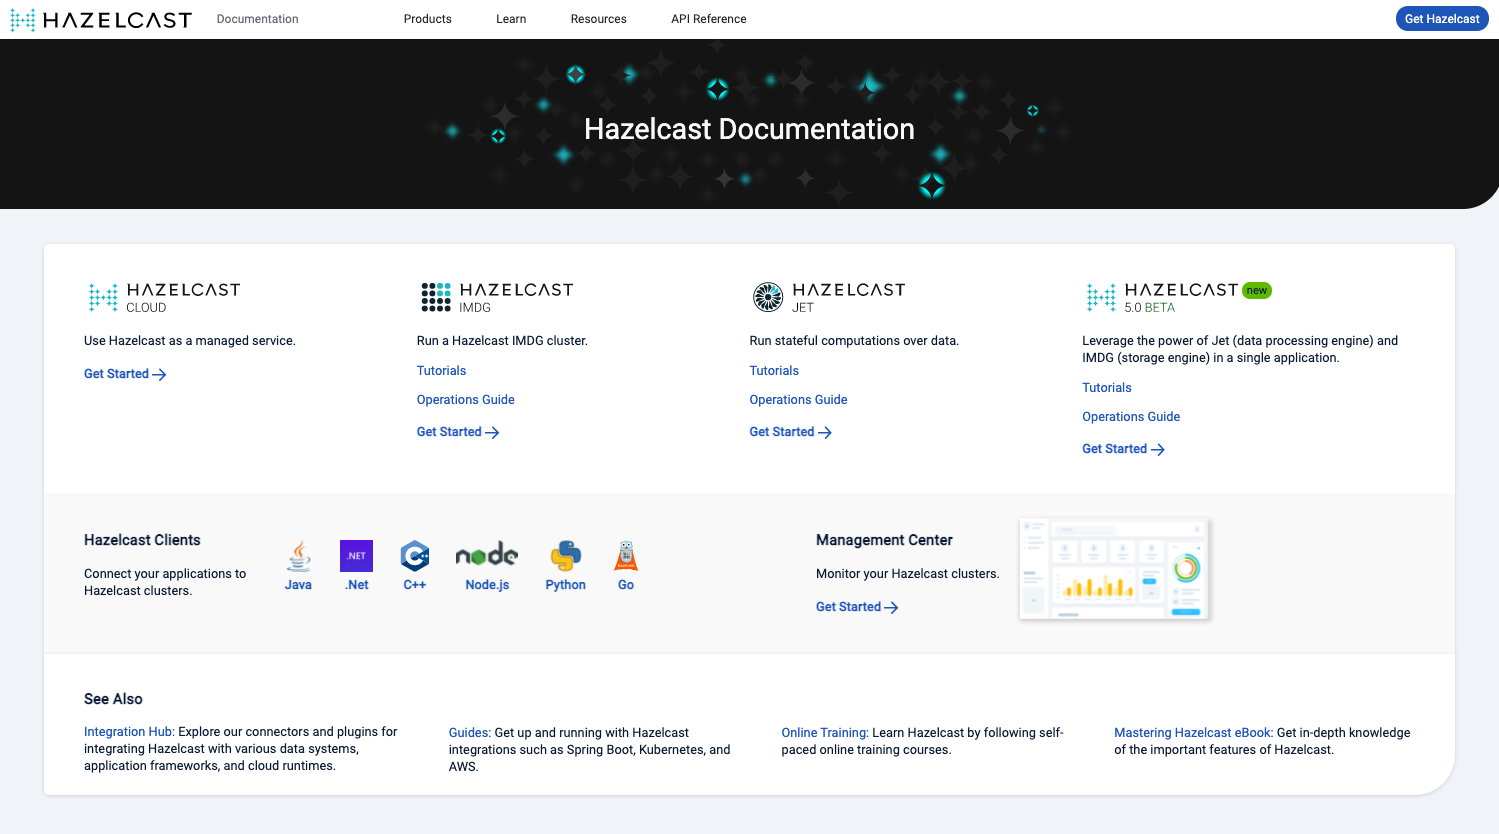 HAZELCAST Documentation Products Learn Resources API Reference Get Hazelcast
Hazelcast Documentation
HAZELCAST
CLOUD
Use Hazelcast as a managed service.
Get Started
HAZELCAST
IMDG
Run a Hazelcast IMDG cluster.
Tutorials
Operations Guide
Get Started
HAZELCAST
JET
Run stateful computations over data.
Tutorials
Operations Guide
Get Started
HAZELCAST new
5.0 BETA
Leverage the power of Jet (data processing engine) and
IMDG (storage engine) in a single application.
Tutorials
Operations Guide
Get Started
Hazelcast Clients
Connect your applications to
Hazelcast clusters.
Java
.NET
.Net
C++
node
Node.js
Python
Go
Management Center
Monitor your Hazelcast clusters.
Get Started
See Also
Integration Hub: Explore our connectors and plugins for
integrating Hazelcast with various data systems,
application frameworks, and cloud runtimes.
Guides: Get up and running with Hazelcast
integrations such as Spring Boot, Kubernetes, and
AWS.
Online Training: Learn Hazelcast by following self-
paced online training courses.
Mastering Hazelcast eBook: Get in-depth knowledge
of the important features of Hazelcast.